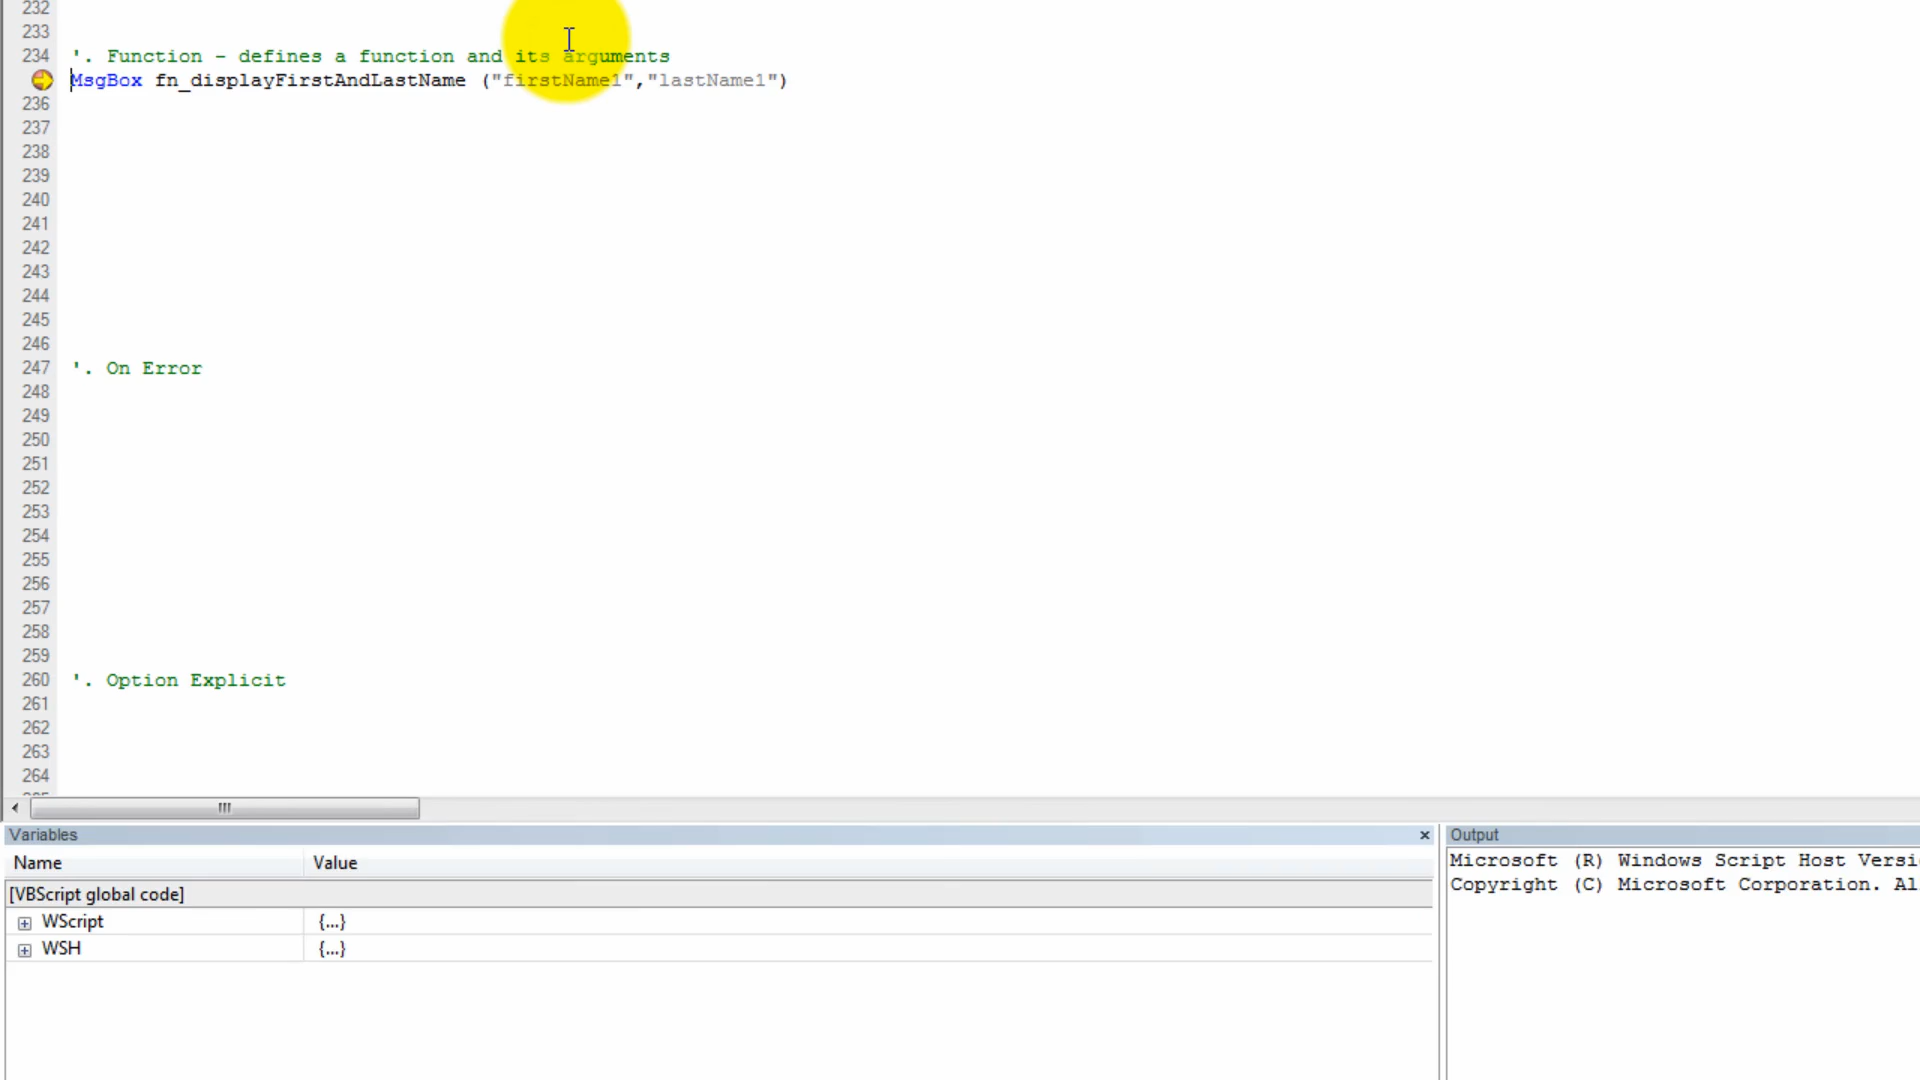 232
233
234 '. Function - defines a function and its arguments
MsgBox fn_displayFirstAndLastName ("firstName1","lastName1")
236
237
238
239
240
241
242
243
244
245
246
247 '. On Error
248
249
250
251
252
253
254
255
256
257
258
259
260 '. Option Explicit
261
262
263
264
Variables
Name Value
[VBScript global code]
WScript {...}
WSH {...}
Output
Microsoft (R) Windows Script Host Versi
Copyright (C) Microsoft Corporation. Al